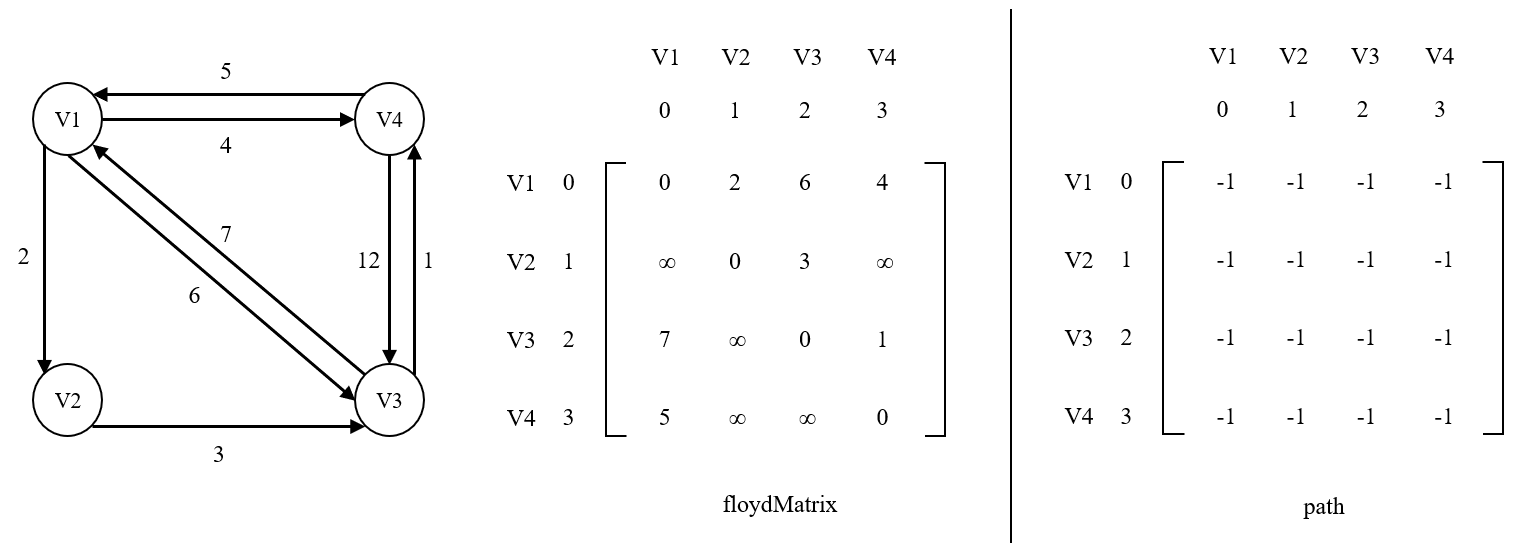 5
V1
V4
4
2
7
6
12
1
V2
V3
3
V1 V2 V3 V4
0 1 2 3
V1 0 0 2 6 4
V2 1 ∞ 0 3 ∞
V3 2 7 ∞ 0 1
V4 3 5 ∞ ∞ 0
floydMatrix
V1 V2 V3 V4
0 1 2 3
V1 0 -1 -1 -1 -1
V2 1 -1 -1 -1 -1
V3 2 -1 -1 -1 -1
V4 3 -1 -1 -1 -1
path